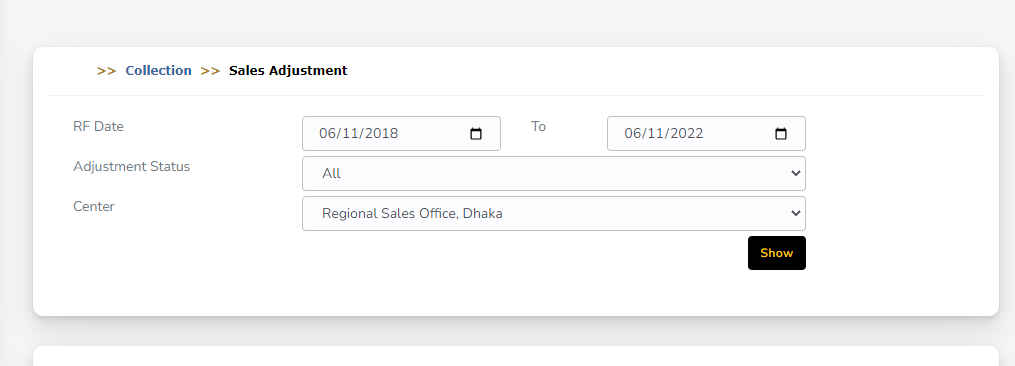 >> Collection >> Sales Adjustment
RF Date 06/11/2018 To 06/11/2022
Adjustment Status All
Center Regional Sales Office, Dhaka
Show